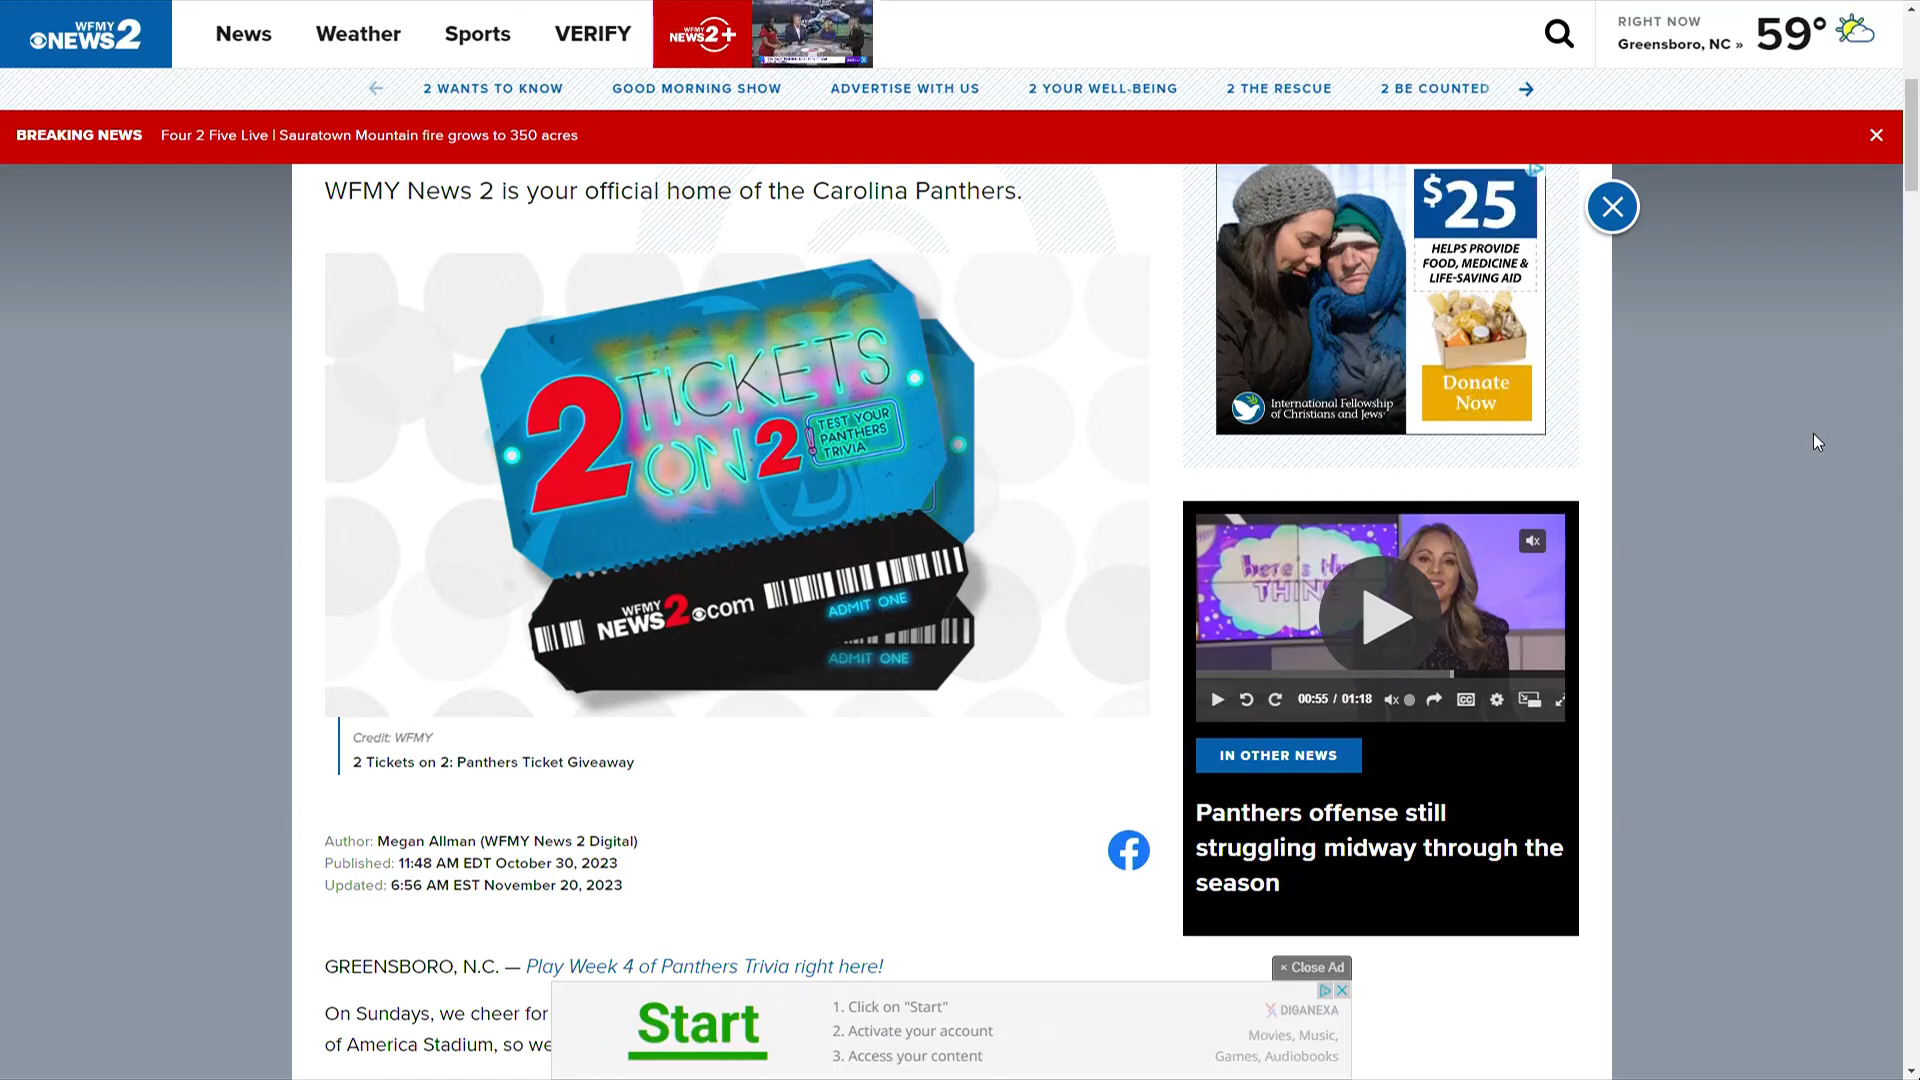 WFMY
NEWS 2
News
Weather
Sports
VERIFY
WFMY
NEWS2+
RIGHT NOW
Greensboro, NC »
59°
2 WANTS TO KNOW
GOOD MORNING SHOW
ADVERTISE WITH US
2 YOUR WELL-BEING
2 THE RESCUE
2 BE COUNTED
BREAKING NEWS Four 2 Five Live | Sauratown Mountain fire grows to 350 acres
WFMY News 2 is your official home of the Carolina Panthers.
2 TICKETS
ON 2
TEST YOUR
PANTHERS
TRIVIA
WFMY
NEWS2.com
ADMIT ONE
ADMIT ONE
Credit: WFMY
2 Tickets on 2: Panthers Ticket Giveaway
Author: Megan Allman (WFMY News 2 Digital)
Published: 11:48 AM EDT October 30, 2023
Updated: 6:56 AM EST November 20, 2023
GREENSBORO, N.C. — Play Week 4 of Panthers Trivia right here!
On Sundays, we cheer for
of America Stadium, so we
$25
HELPS PROVIDE
FOOD, MEDICINE &
LIFE-SAVING AID
Donate
Now
International Fellowship
of Christians and Jews
here's the
THING
00:55 / 01:18
CC
IN OTHER NEWS
Panthers offense still
struggling midway through the
season
× Close Ad
Start
1. Click on "Start"
2. Activate your account
3. Access your content
DIGANEXA
Movies, Music,
Games, Audiobooks